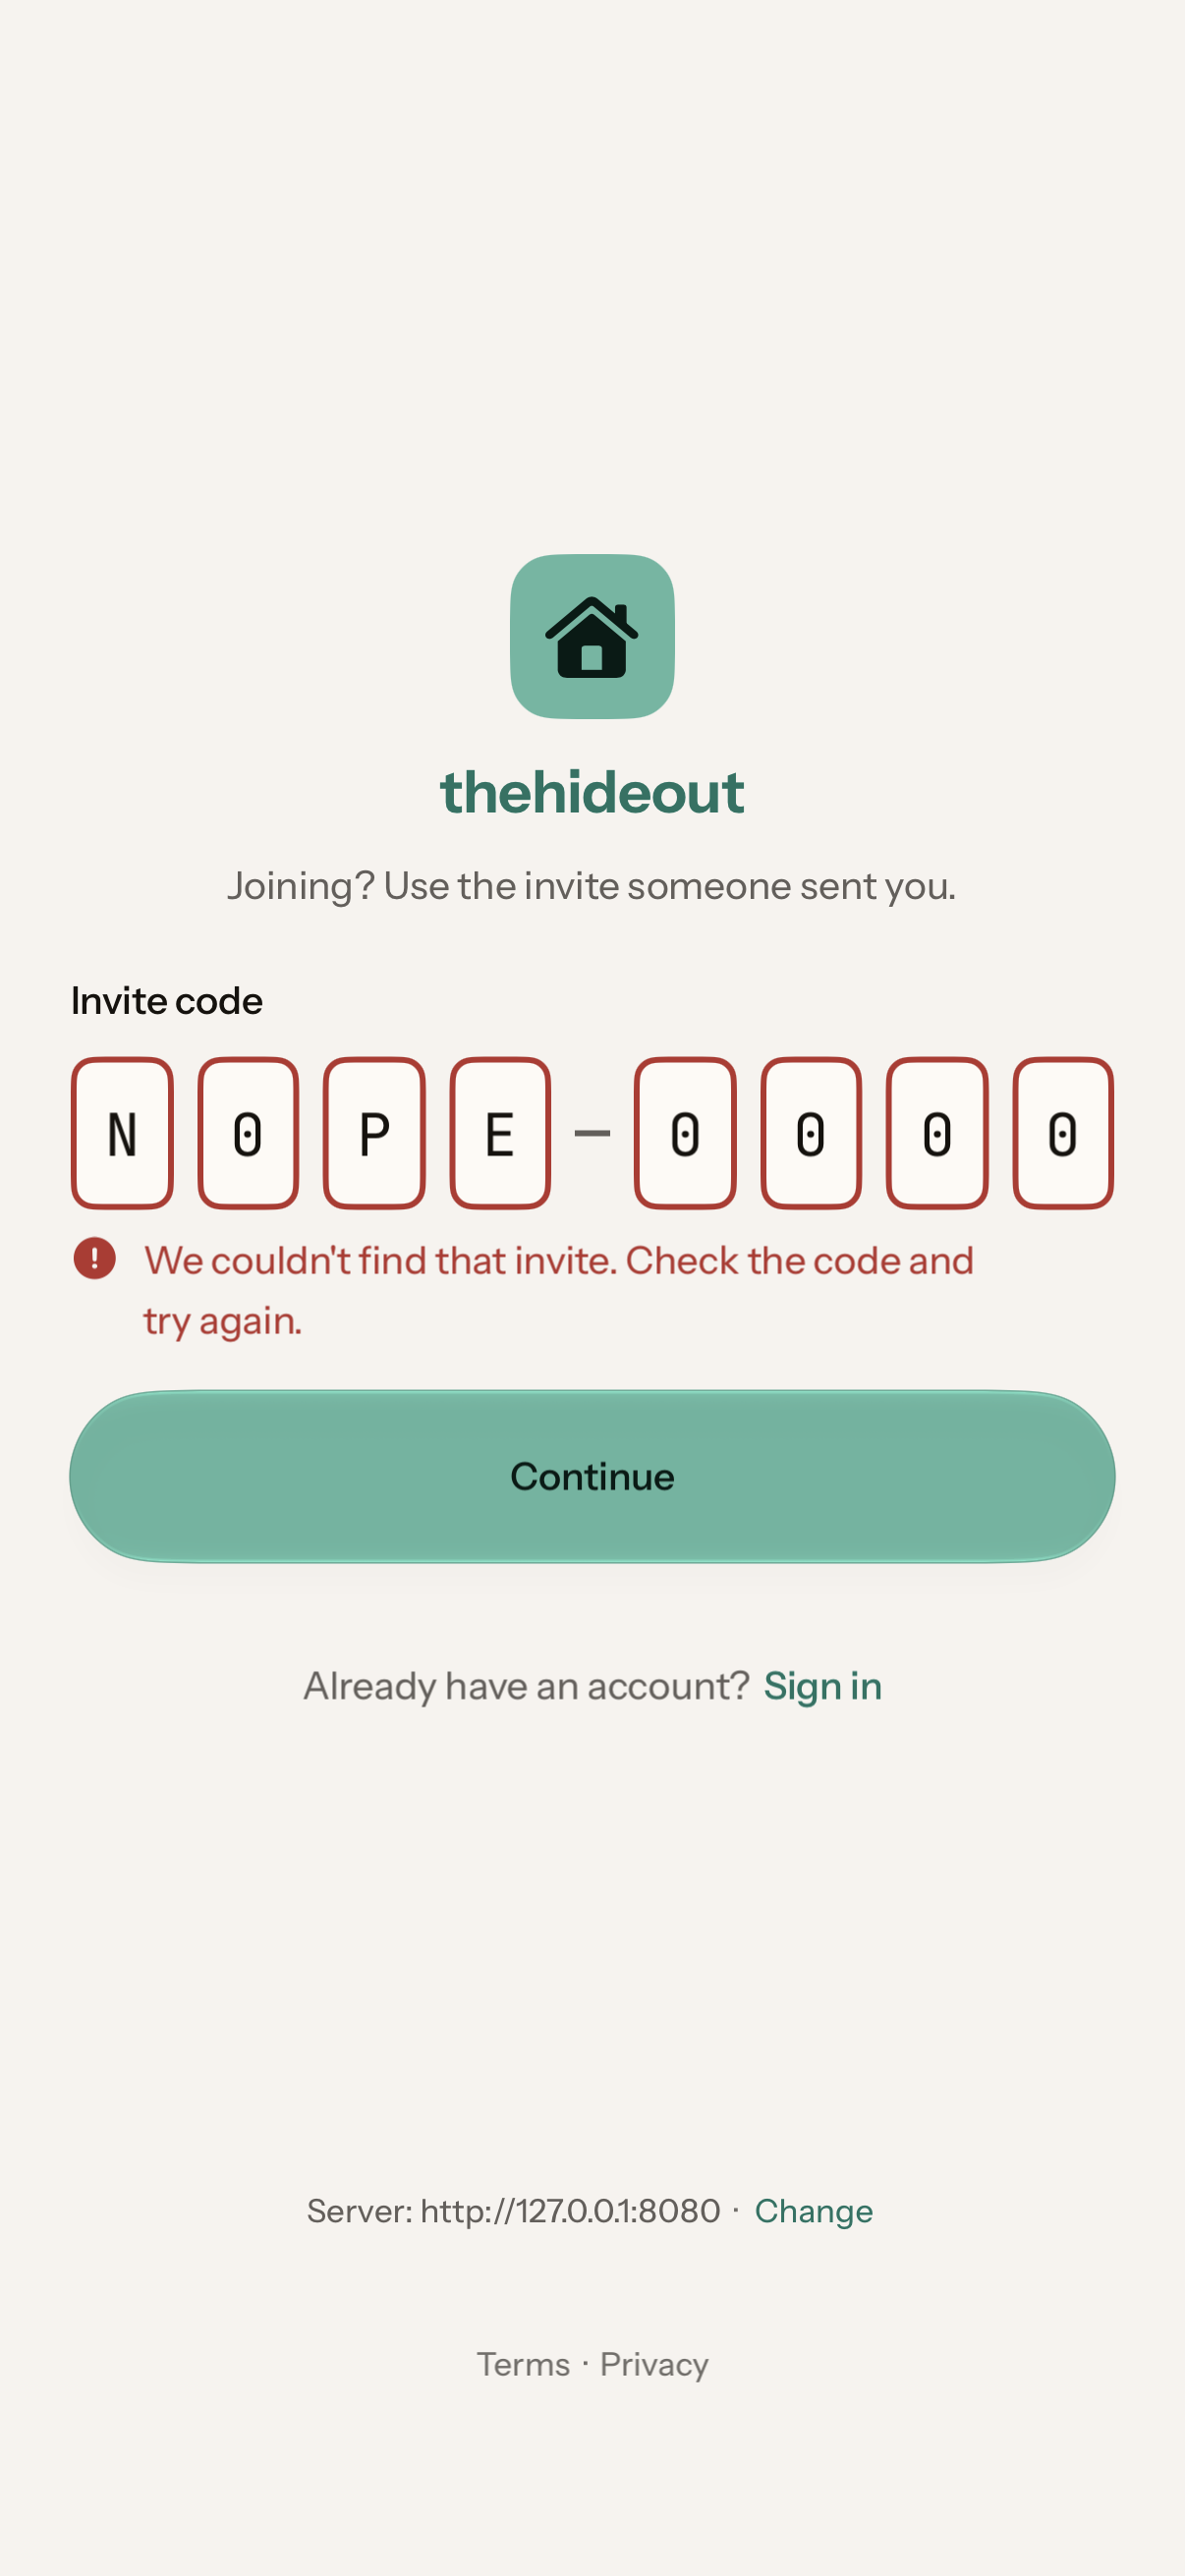 thehideout
Joining? Use the invite someone sent you.
Invite code
N 0 P E – 0 0 0 0
We couldn't find that invite. Check the code and
try again.
Continue
Already have an account? Sign in
Server: http://127.0.0.1:8080 · Change
Terms · Privacy